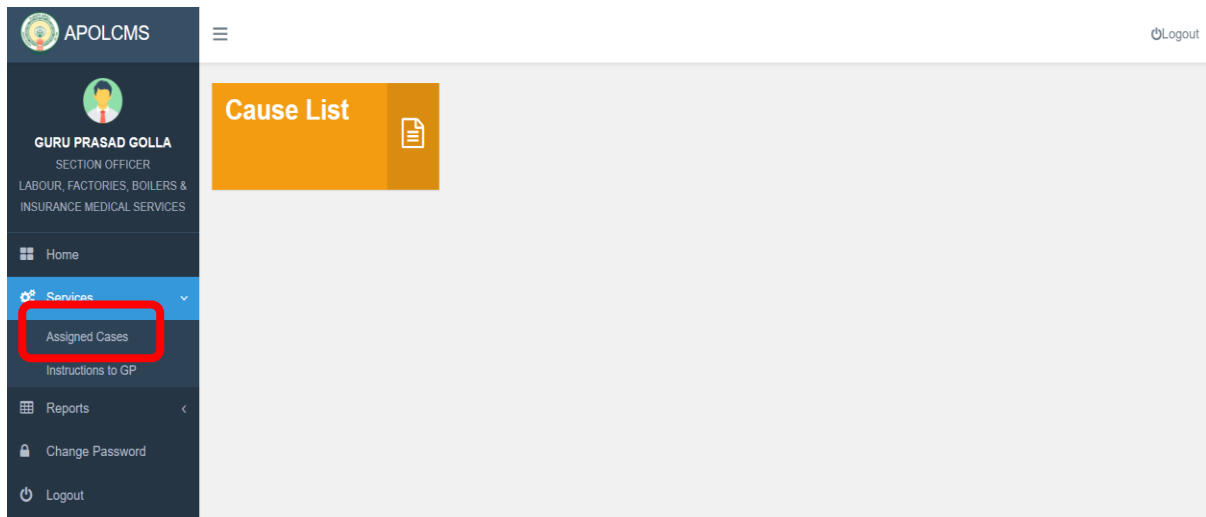 APOLCMS
Logout
GURU PRASAD GOLLA
SECTION OFFICER
LABOUR, FACTORIES, BOILERS &
INSURANCE MEDICAL SERVICES
Home
Services
Assigned Cases
Instructions to GP
Reports
Change Password
Logout
Cause List